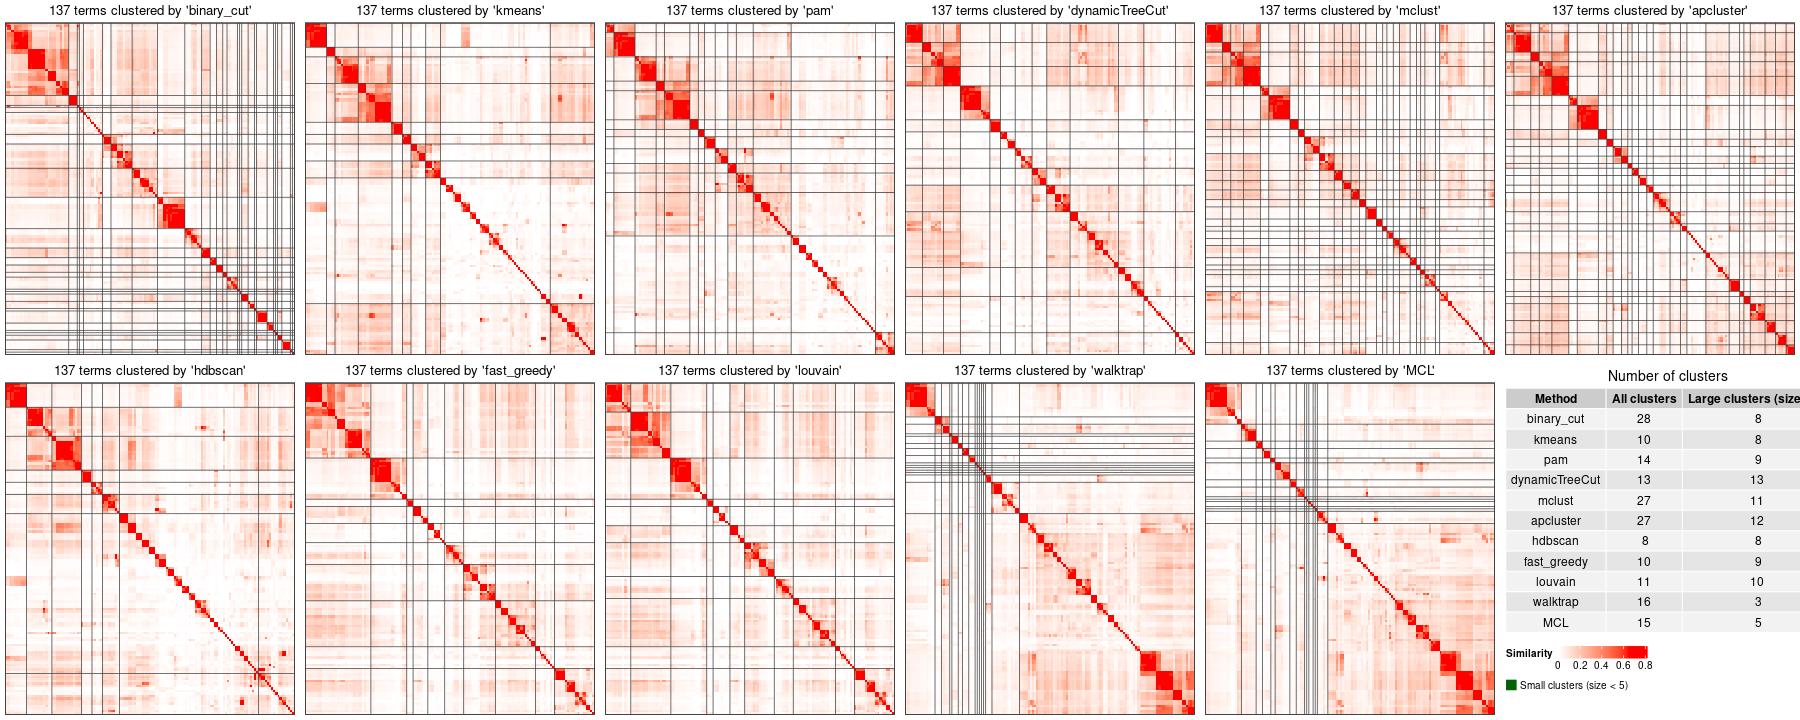 137 terms clustered by 'binary_cut'
137 terms clustered by 'kmeans'
137 terms clustered by 'pam'
137 terms clustered by 'dynamicTreeCut'
137 terms clustered by 'mclust'
137 terms clustered by 'apcluster'
137 terms clustered by 'hdbscan'
137 terms clustered by 'fast_greedy'
137 terms clustered by 'louvain'
137 terms clustered by 'walktrap'
137 terms clustered by 'MCL'
Number of clusters
Method All clusters Large clusters (size
binary_cut 28 8
kmeans 10 8
pam 14 9
dynamicTreeCut 13 13
mclust 27 11
apcluster 27 12
hdbscan 8 8
fast_greedy 10 9
louvain 11 10
walktrap 16 3
MCL 15 5
Similarity
0 0.2 0.4 0.6 0.8
Small clusters (size < 5)